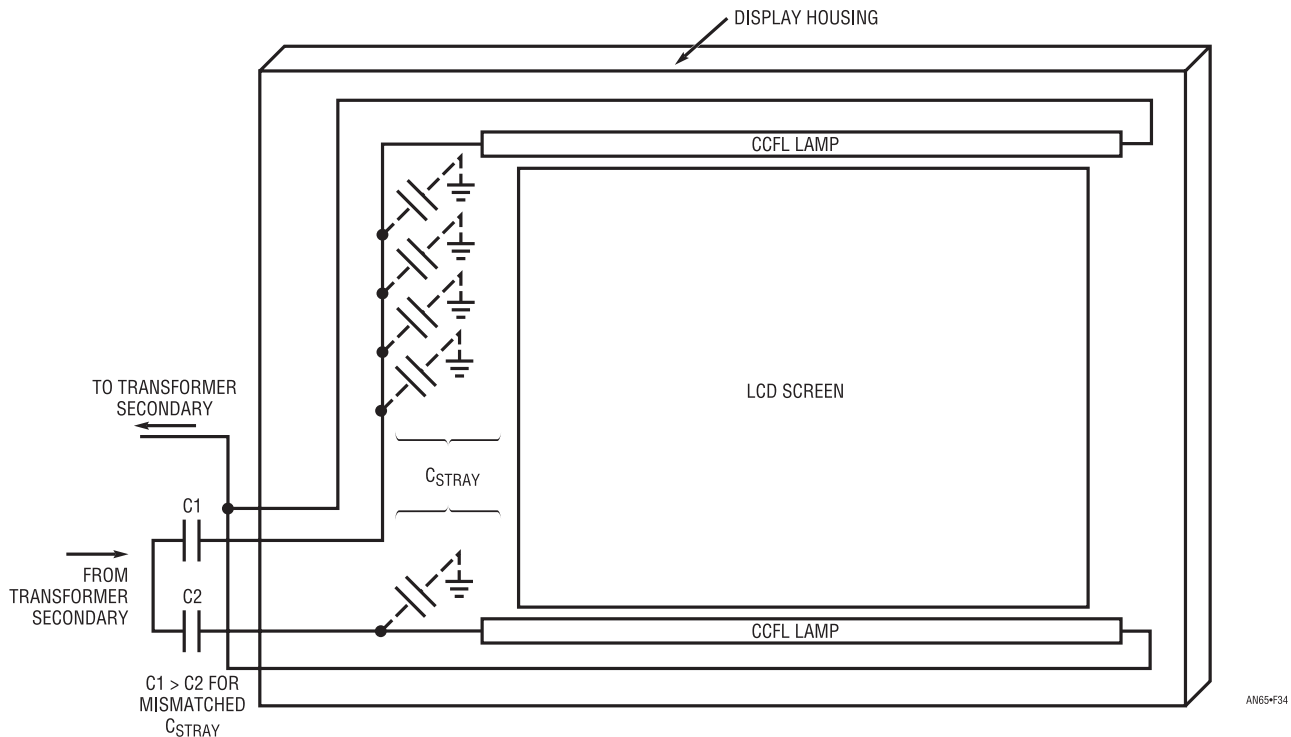 DISPLAY HOUSING
CCFL LAMP
TO TRANSFORMER
SECONDARY
LCD SCREEN
CSTRAY
C1
FROM
TRANSFORMER
SECONDARY
C2
CCFL LAMP
C1 > C2 FOR
MISMATCHED
CSTRAY
AN65•F34